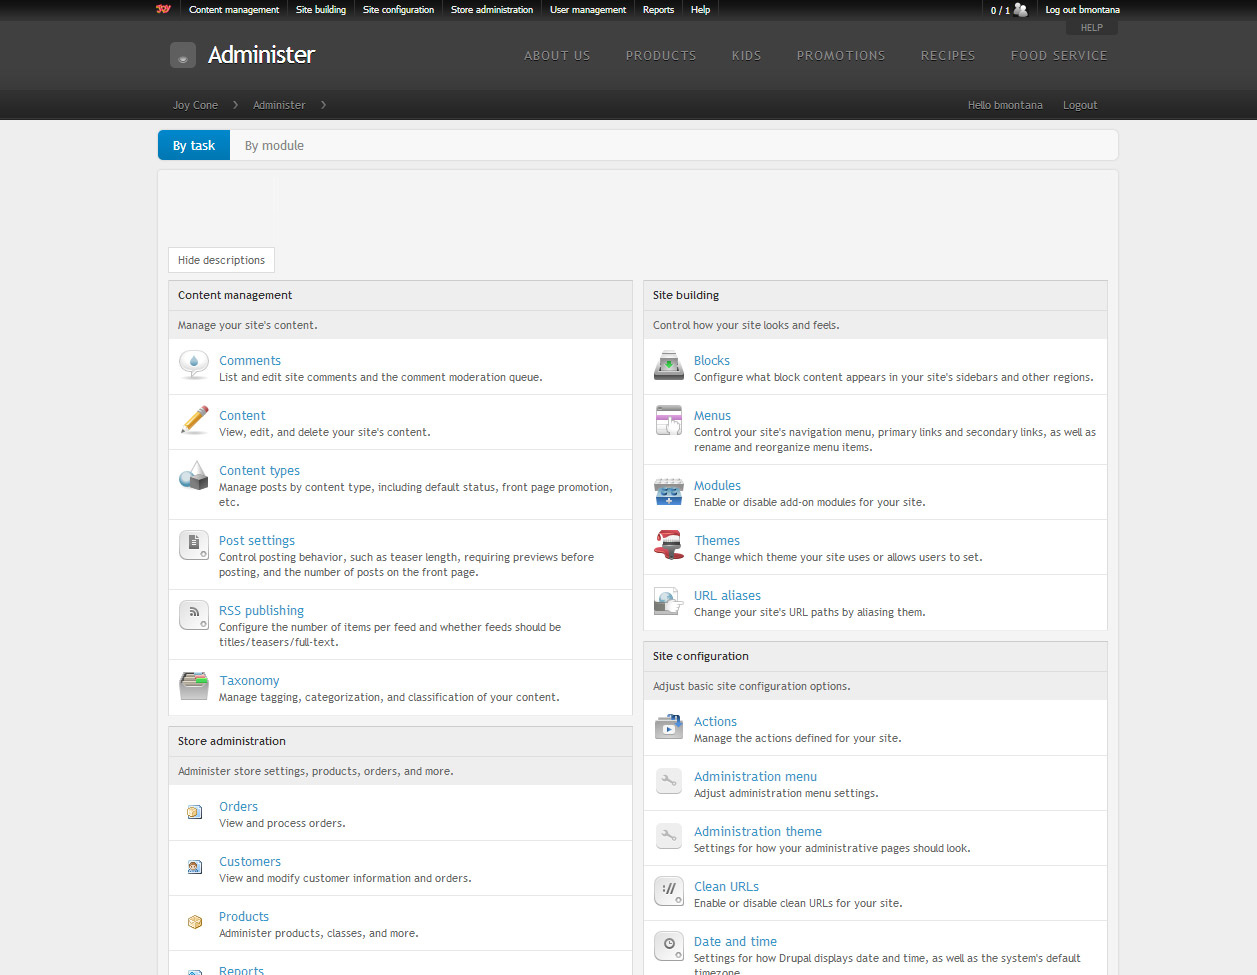 JOY Content management Site building Site configuration Store administration User management Reports Help 0 / 1 Log out bmontana
HELP
Administer ABOUT US PRODUCTS KIDS PROMOTIONS RECIPES FOOD SERVICE
Joy Cone > Administer > Hello bmontana Logout
By task By module
Hide descriptions
Content management
Manage your site's content.
Comments
List and edit site comments and the comment moderation queue.
Content
View, edit, and delete your site's content.
Content types
Manage posts by content type, including default status, front page promotion,
etc.
Post settings
Control posting behavior, such as teaser length, requiring previews before
posting, and the number of posts on the front page.
RSS publishing
Configure the number of items per feed and whether feeds should be
titles/teasers/full-text.
Taxonomy
Manage tagging, categorization, and classification of your content.
Store administration
Administer store settings, products, orders, and more.
Orders
View and process orders.
Customers
View and modify customer information and orders.
Products
Administer products, classes, and more.
Reports
Site building
Control how your site looks and feels.
Blocks
Configure what block content appears in your site's sidebars and other regions.
Menus
Control your site's navigation menu, primary links and secondary links, as well as
rename and reorganize menu items.
Modules
Enable or disable add-on modules for your site.
Themes
Change which theme your site uses or allows users to set.
URL aliases
Change your site's URL paths by aliasing them.
Site configuration
Adjust basic site configuration options.
Actions
Manage the actions defined for your site.
Administration menu
Adjust administration menu settings.
Administration theme
Settings for how your administrative pages should look.
Clean URLs
Enable or disable clean URLs for your site.
Date and time
Settings for how Drupal displays date and time, as well as the system's default
timezone.